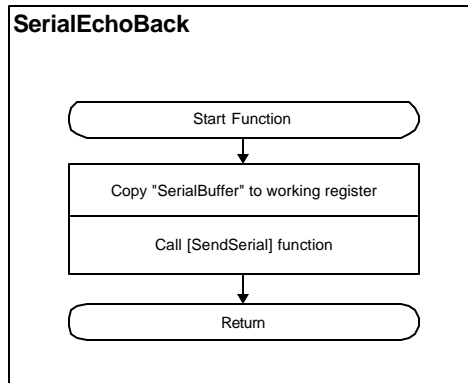 SerialEchoBack
Start Function
Copy "SerialBuffer" to working register
Call [SendSerial] function
Return